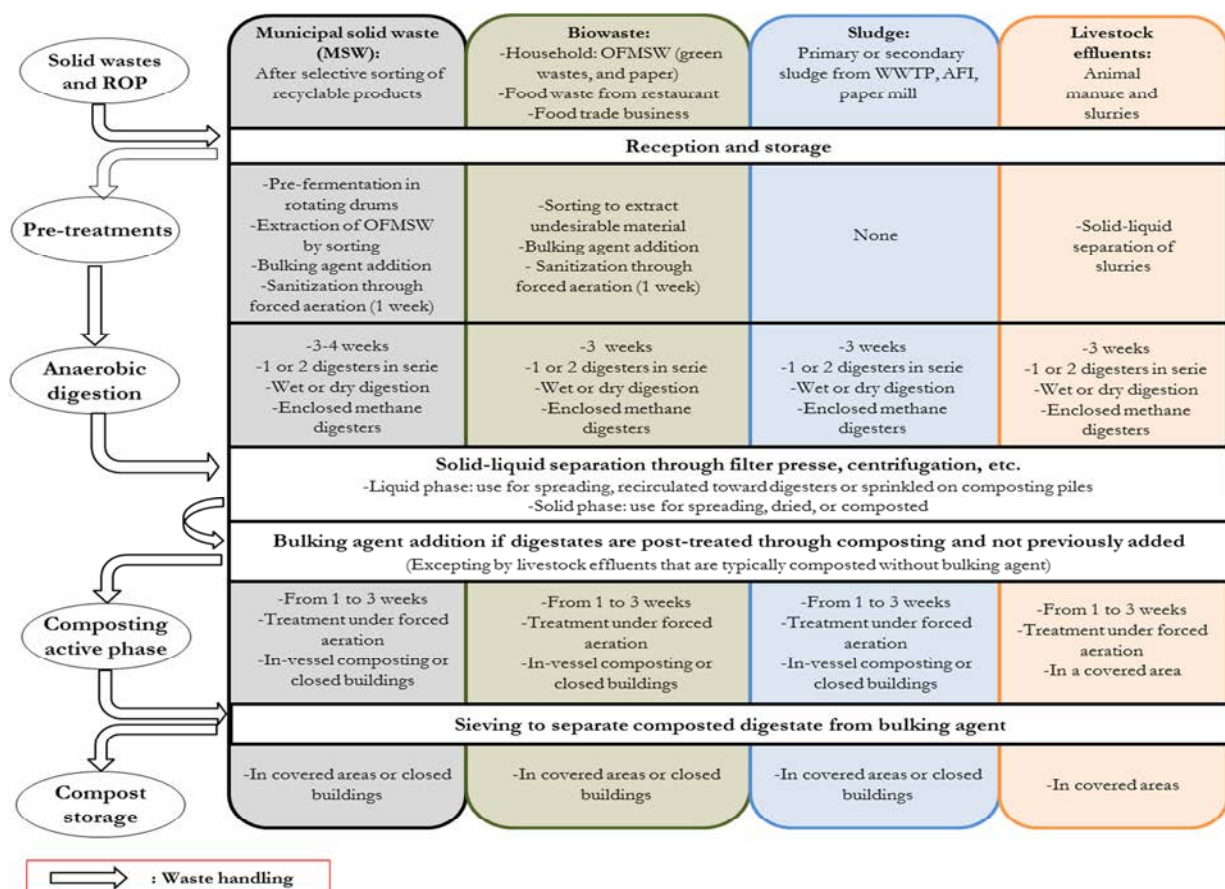 Solid wastes
and ROP
Municipal solid waste
(MSW):
After selective sorting of
recyclable products
Biowaste:
-Household: OFMSW (green
wastes, and paper)
-Food waste from restaurant
-Food trade business
Sludge:
Primary or secondary
sludge from WWTP, AFI,
paper mill
Livestock
effluents:
Animal
manure and
slurries
Reception and storage
Pre-treatments
-Pre-fermentation in
rotating drums
-Extraction of OFMSW
by sorting
-Bulking agent addition
-Sanitization through
forced aeration (1 week)
-Sorting to extract
undesirable material
-Bulking agent addition
- Sanitization through
forced aeration (1 week)
None
-Solid-liquid
separation of
slurries
Anaerobic
digestion
-3-4 weeks
-1 or 2 digesters in serie
-Wet or dry digestion
-Enclosed methane
digesters
-3 weeks
-1 or 2 digesters in serie
-Wet or dry digestion
-Enclosed methane
digesters
-3 weeks
-1 or 2 digesters in serie
-Wet or dry digestion
-Enclosed methane
digesters
-3 weeks
-1 or 2 digesters in serie
-Wet or dry digestion
-Enclosed methane
digesters
Solid-liquid separation through filter presse, centrifugation, etc.
-Liquid phase: use for spreading, recirculated toward digesters or sprinkled on composting piles
-Solid phase: use for spreading, dried, or composted
Bulking agent addition if digestates are post-treated through composting and not previously added
(Excepting by livestock effluents that are typically composted without bulking agent)
Composting
active phase
-From 1 to 3 weeks
-Treatment under forced
aeration
-In-vessel composting or
closed buildings
-From 1 to 3 weeks
-Treatment under forced
aeration
-In-vessel composting or
closed buildings
-From 1 to 3 weeks
-Treatment under forced
aeration
-In-vessel composting or
closed buildings
-From 1 to 3 weeks
-Treatment under forced
aeration
-In a covered area
Sieving to separate composted digestate from bulking agent
Compost
storage
-In covered areas or closed
buildings
-In covered areas or closed
buildings
-In covered areas or closed
buildings
-In covered areas
: Waste handling